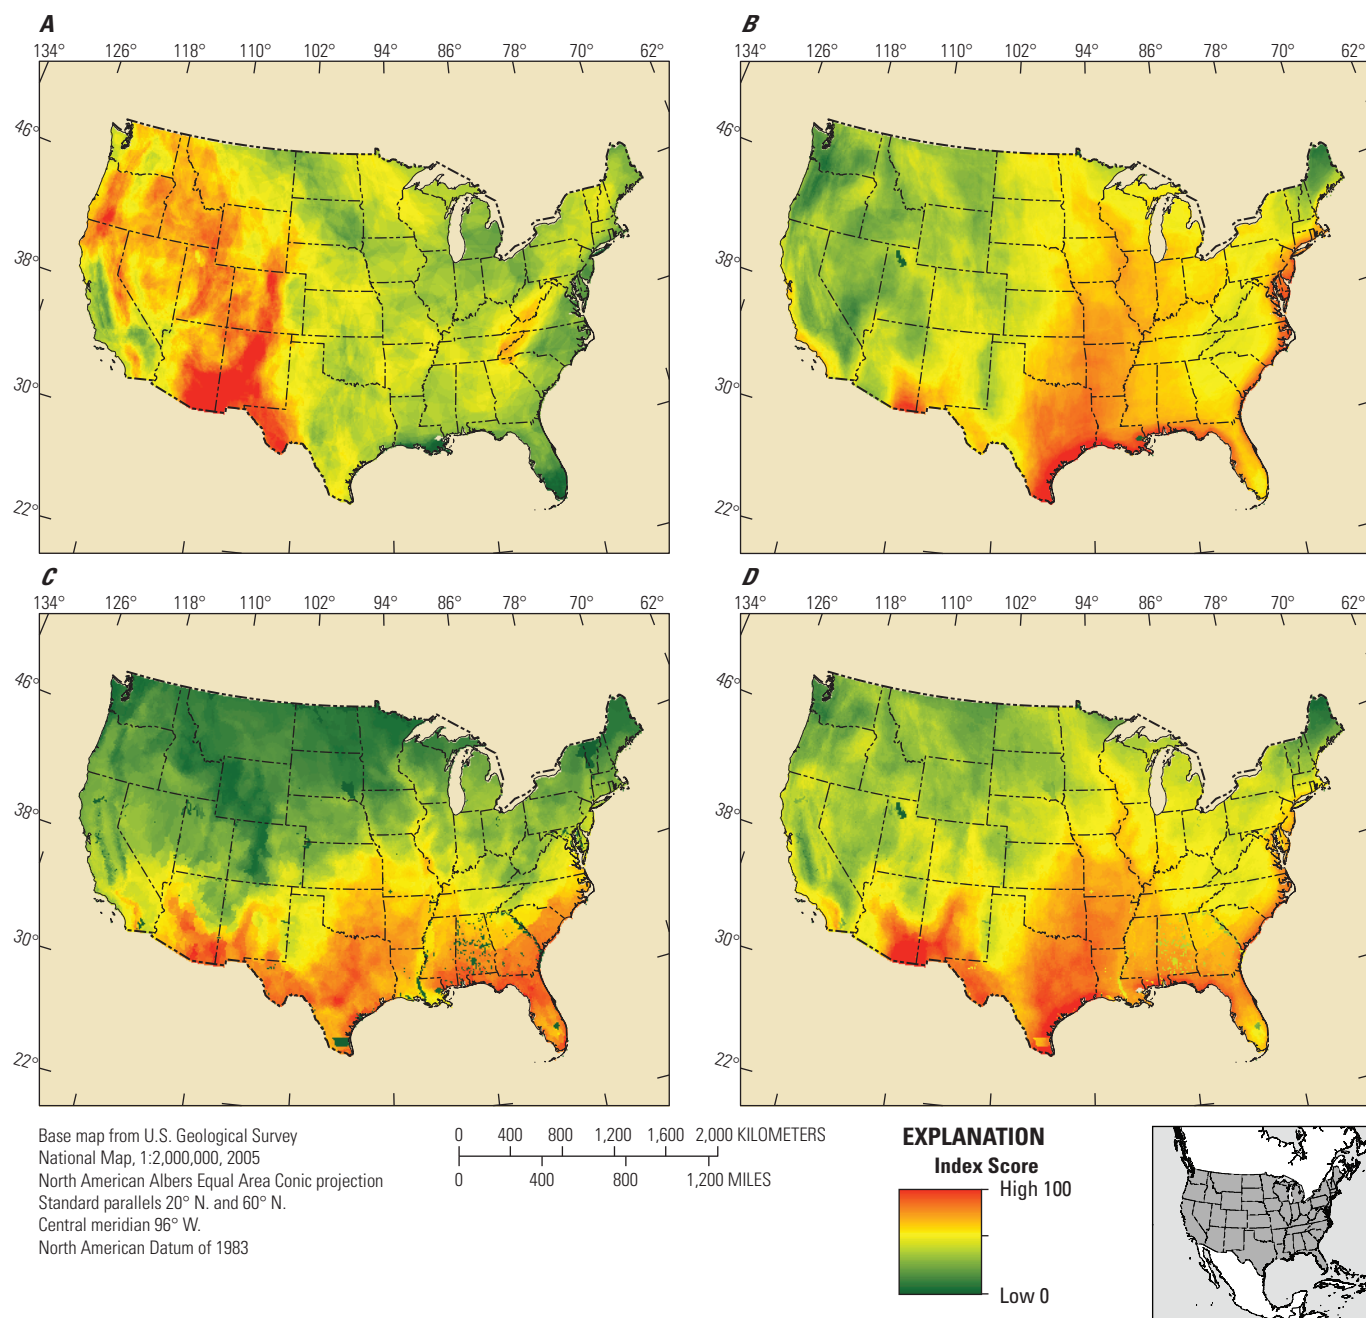 A
B
134° 126° 118° 110° 102° 94° 86° 78° 70° 62°
134° 126° 118° 110° 102° 94° 86° 78° 70° 62°
46°
46°
38°
38°
30°
30°
22°
22°
C
D
134° 126° 118° 110° 102° 94° 86° 78° 70° 62°
134° 126° 118° 110° 102° 94° 86° 78° 70° 62°
46°
46°
38°
38°
30°
30°
22°
22°
Base map from U.S. Geological Survey
National Map, 1:2,000,000, 2005
North American Albers Equal Area Conic projection
Standard parallels 20° N. and 60° N.
Central meridian 96° W.
North American Datum of 1983
0 400 800 1,200 1,600 2,000 KILOMETERS
0 400 800 1,200 MILES
EXPLANATION
Index Score
High 100
Low 0